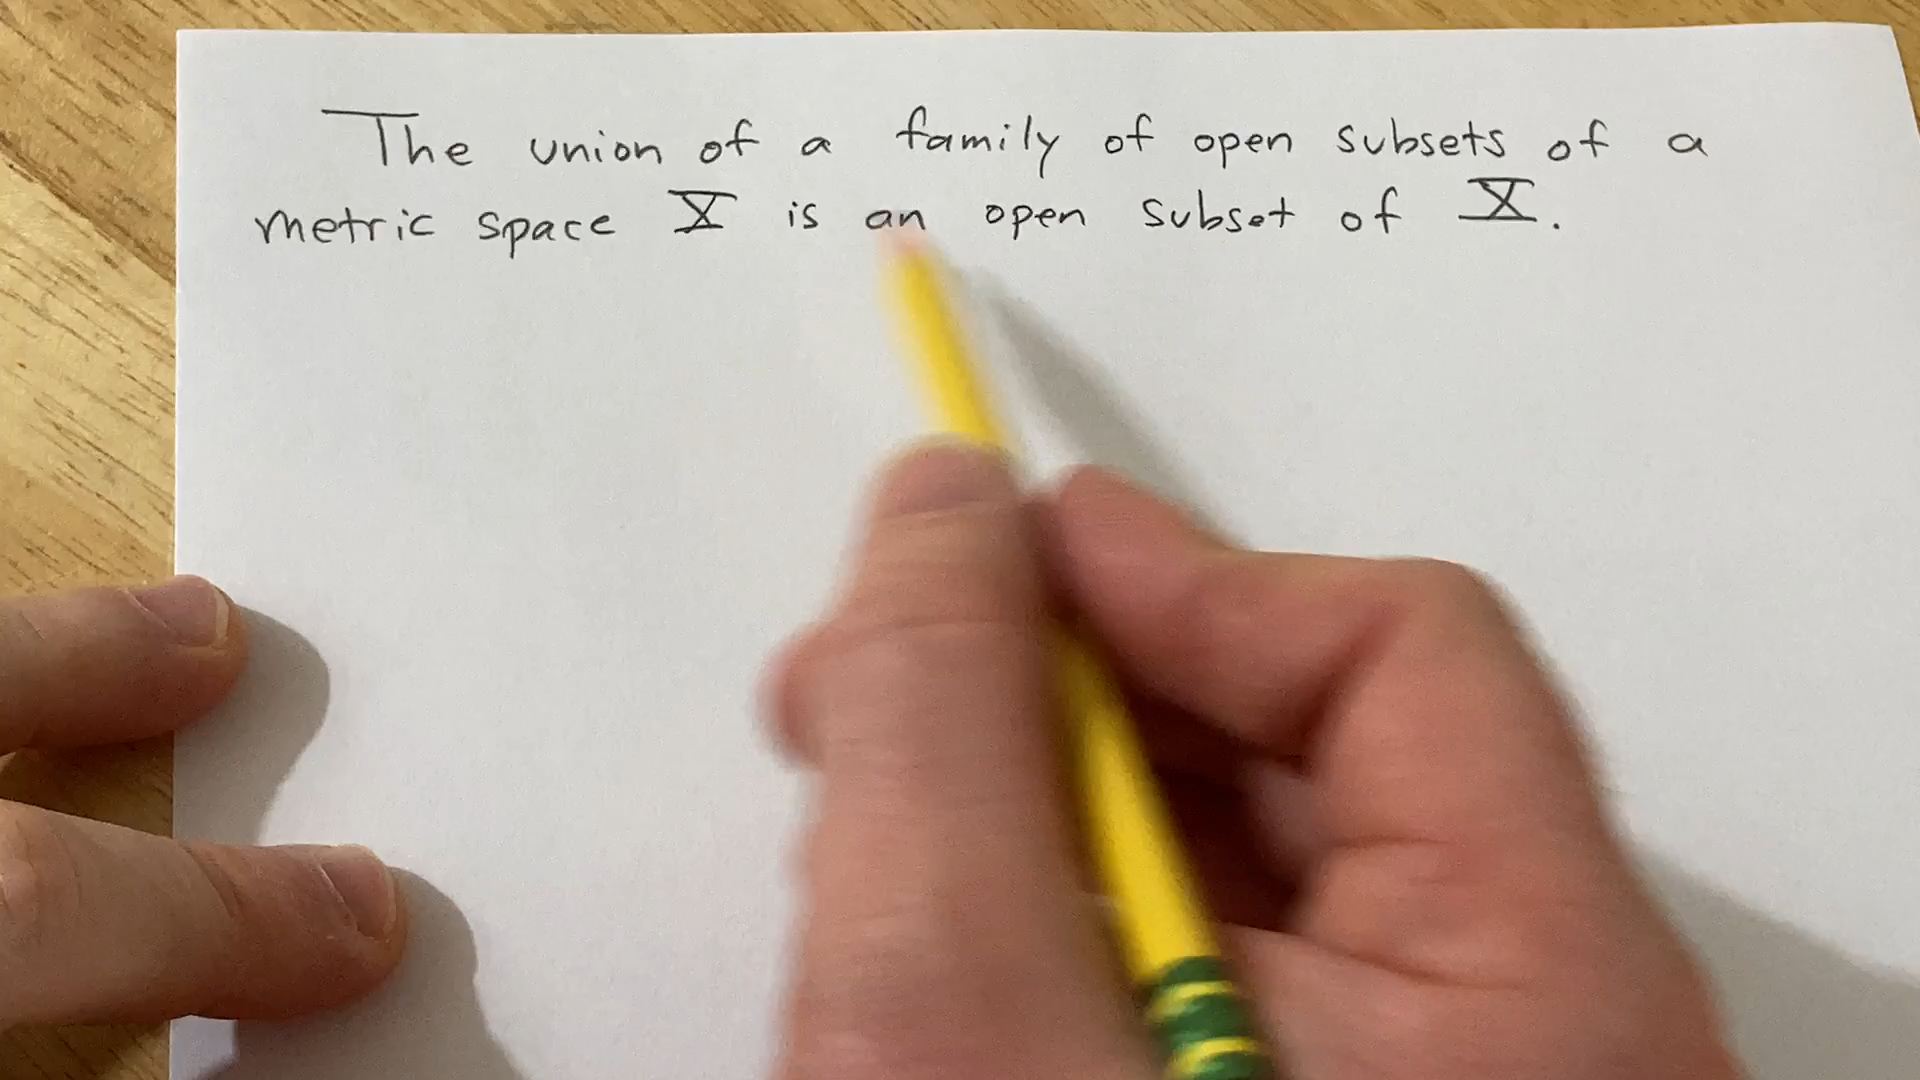 The union of a family of open subsets of a
metric space X is an open subset of X.